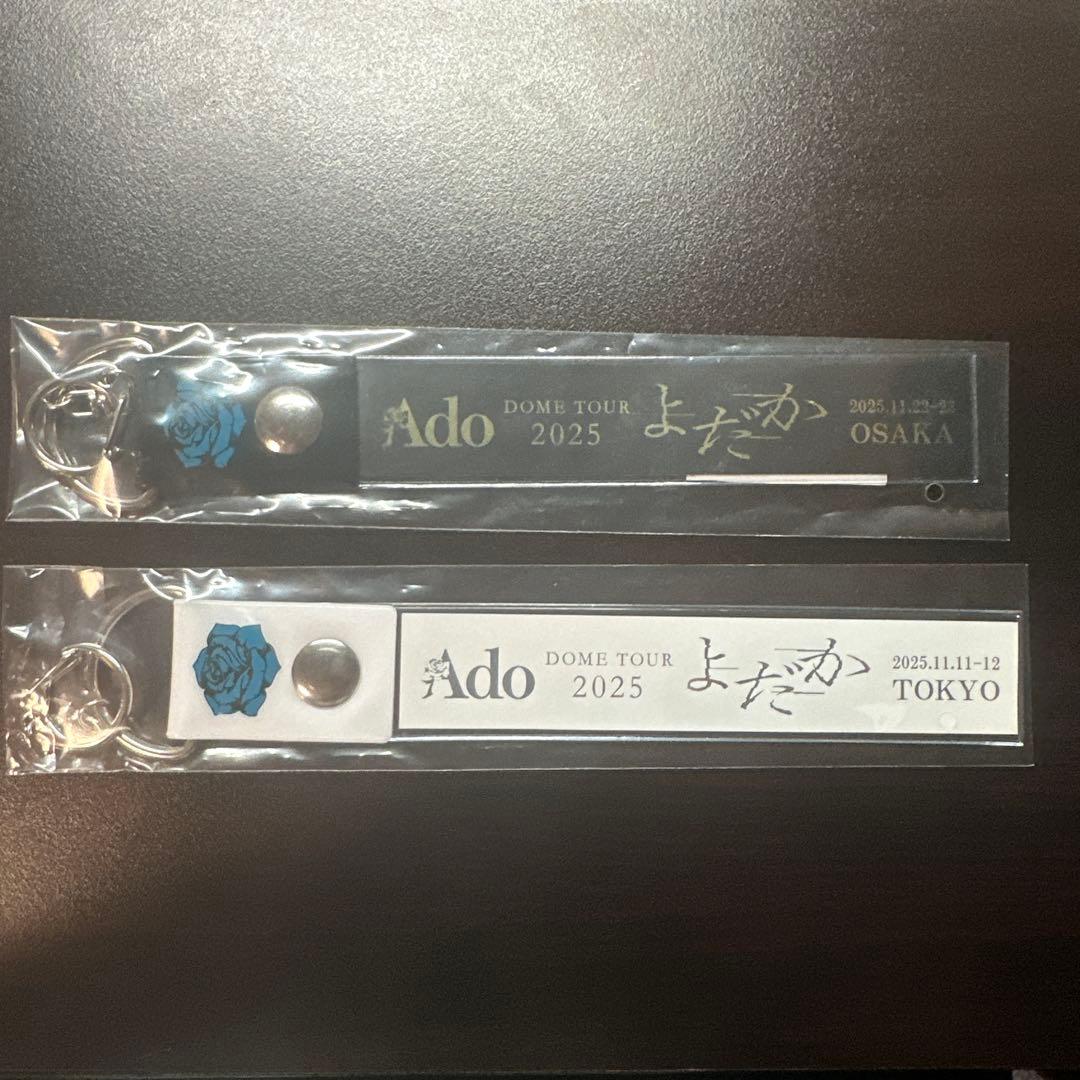 Ado DOME TOUR 2025 よだか 2025.11.22-23 OSAKA
Ado DOME TOUR 2025 よだか 2025.11.11-12 TOKYO